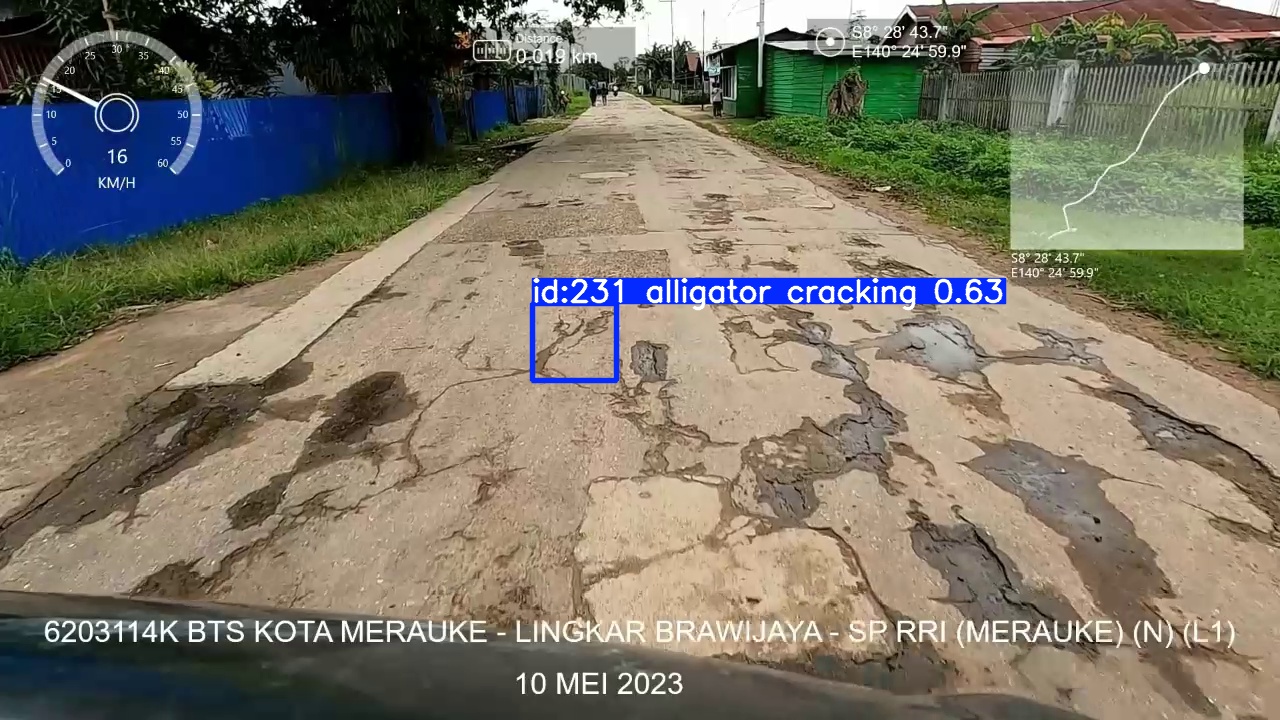 Distance
0.019 km
S8° 28' 43.7"
E140° 24' 59.9"
0
5
10
15
20
25
30
35
40
45
50
55
60
16
KM/H
S8° 28' 43.7"
E140° 24' 59.9"
id:231 alligator cracking 0.63
6203114K BTS KOTA MERAUKE - LINGKAR BRAWIJAYA - SP RRI (MERAUKE) (N) (L1)
10 MEI 2023